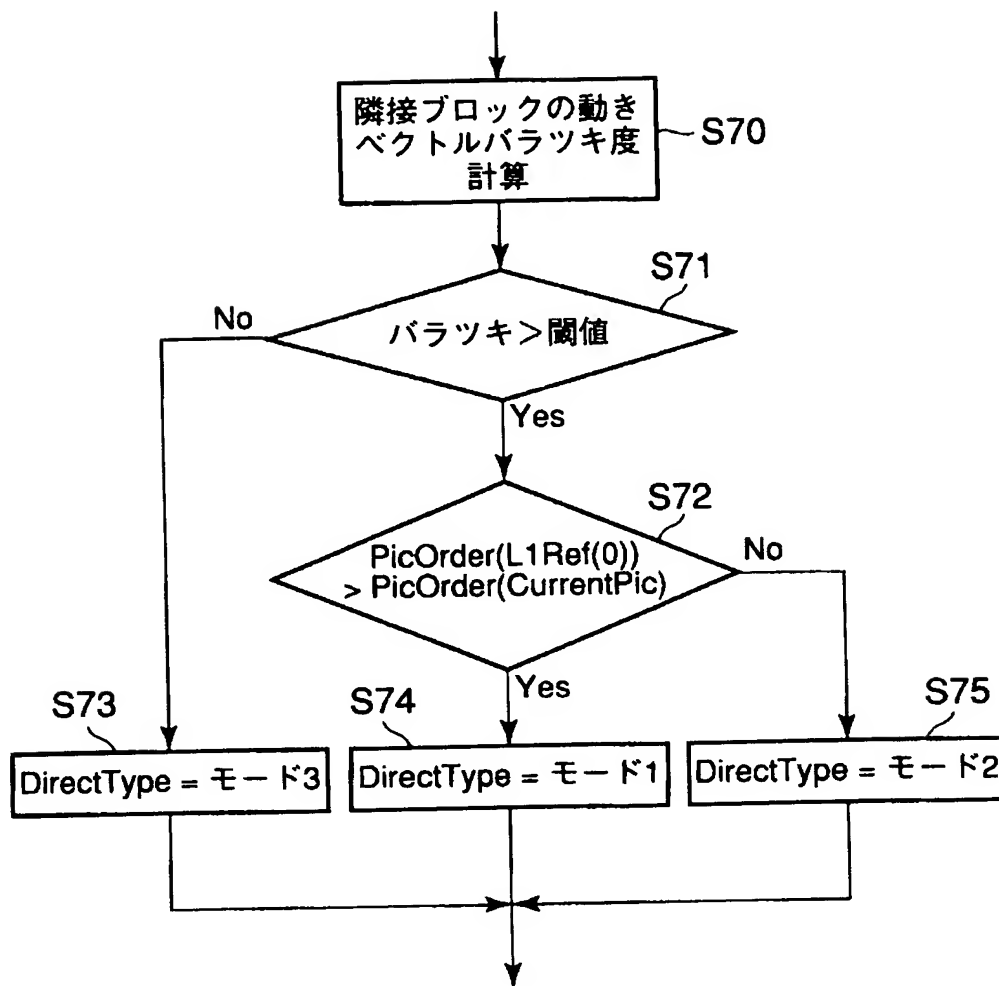 隣接ブロックの動き
ベクトルバラツキ度
計算
S70
S71
No
バラツキ＞閾値
Yes
S72
PicOrder(L1Ref(0))
> PicOrder(CurrentPic)
No
Yes
S73
S74
S75
DirectType = モード3
DirectType = モード1
DirectType = モード2